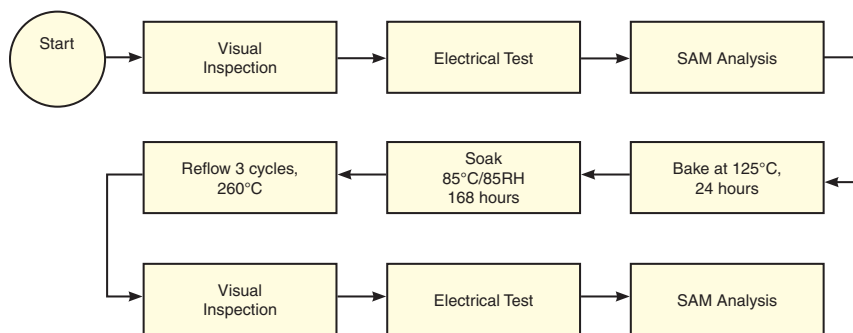 Start
Visual
Inspection
Electrical Test
SAM Analysis
Bake at 125°C,
24 hours
Soak
85°C/85RH
168 hours
Reflow 3 cycles,
260°C
Visual
Inspection
Electrical Test
SAM Analysis